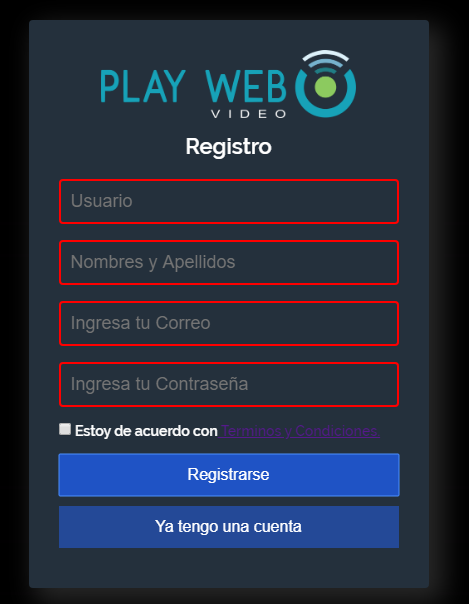 PLAY WEB
VIDEO
Registro
Usuario
Nombres y Apellidos
Ingresa tu Correo
Ingresa tu Contraseña
Estoy de acuerdo con Terminos y Condiciones.
Registrarse
Ya tengo una cuenta